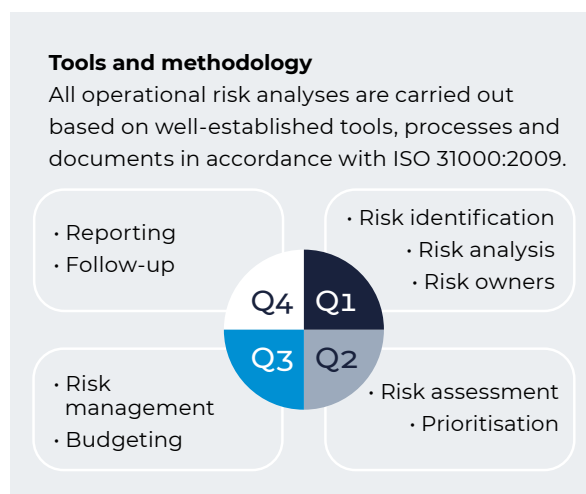 Tools and methodology
All operational risk analyses are carried out
based on well-established tools, processes and
documents in accordance with ISO 31000:2009.
• Reporting
• Follow-up
• Risk identification
• Risk analysis
• Risk owners
Q4 Q1
Q3 Q2
• Risk
management
• Budgeting
• Risk assessment
• Prioritisation